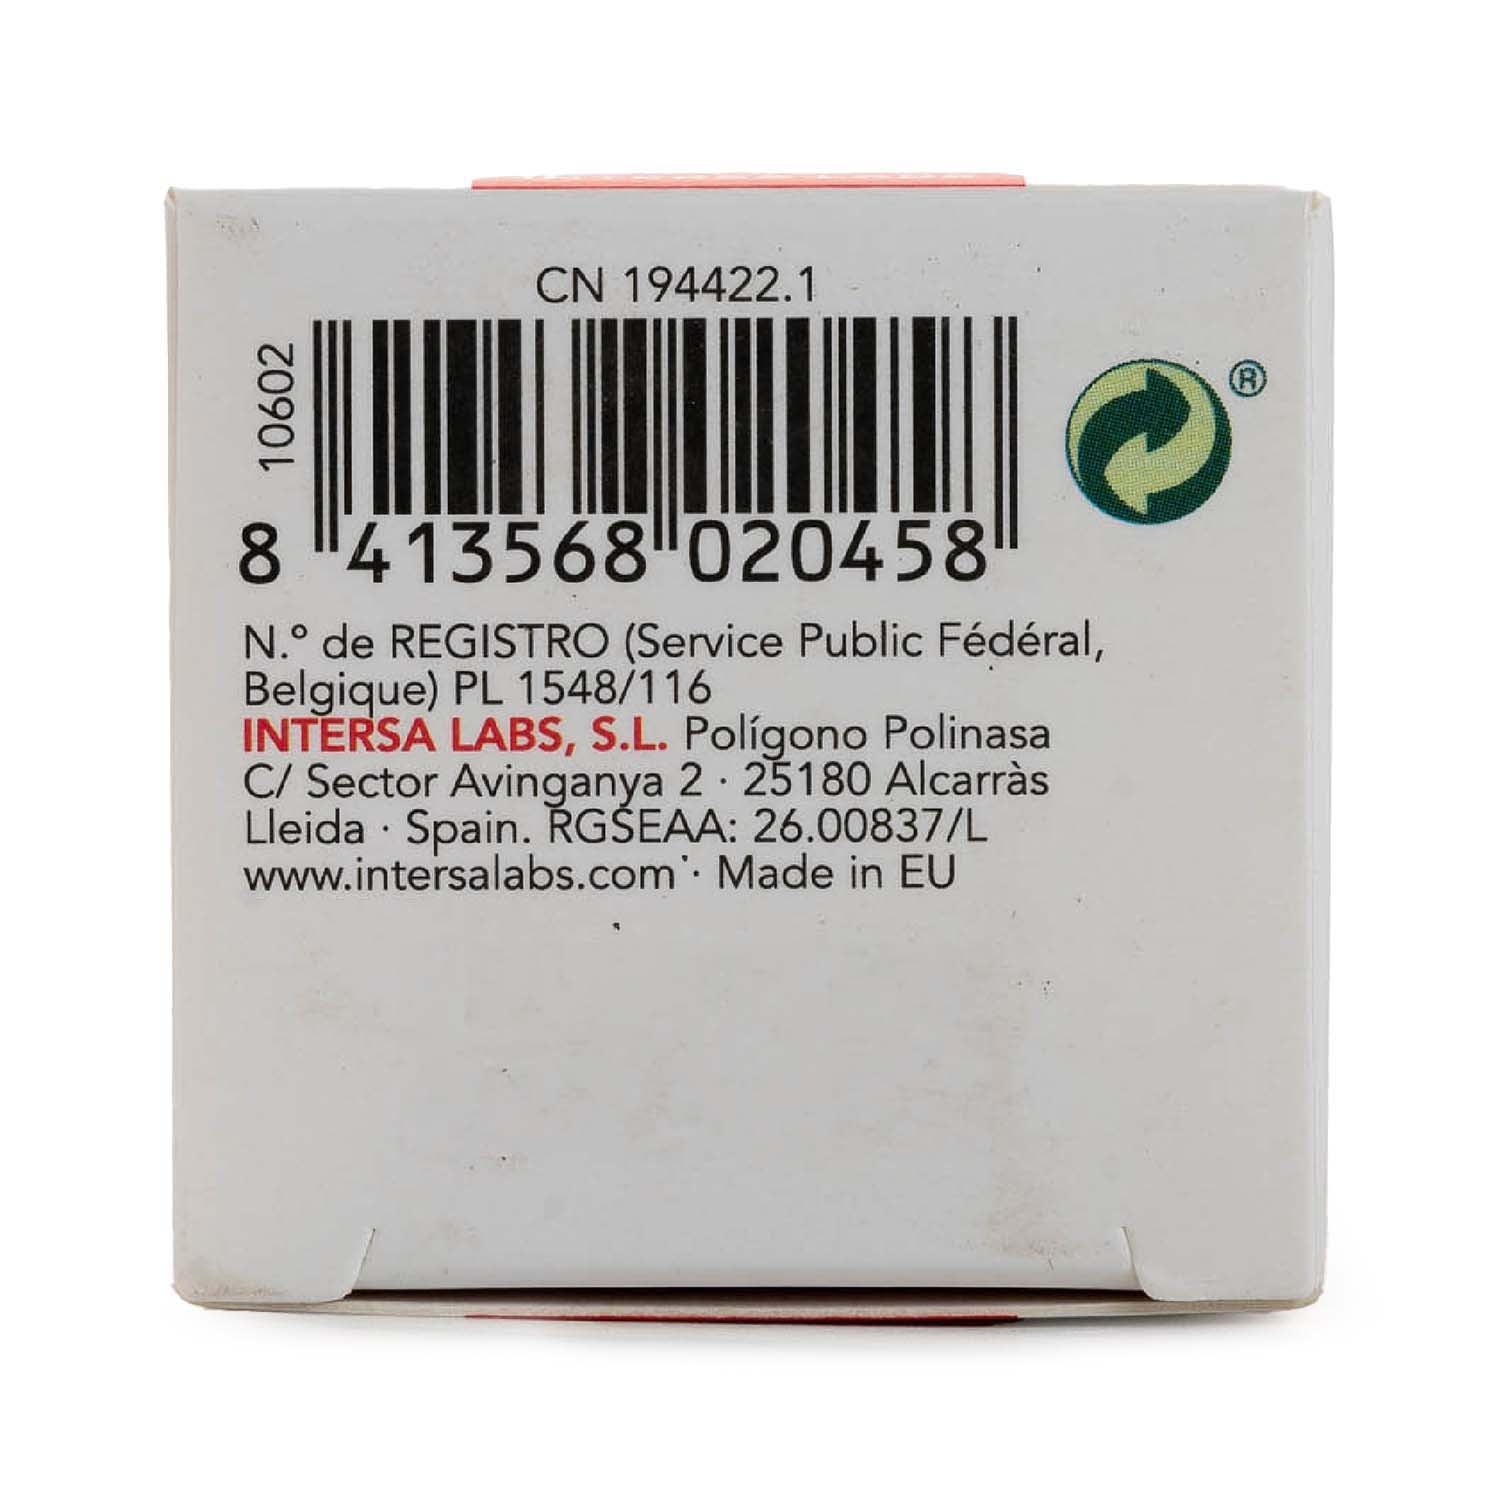 CN 194422.1
10602
8 413568 020458
®
N.º de REGISTRO (Service Public Fédéral,
Belgique) PL 1548/116
INTERSA LABS, S.L. Polígono Polinasa
C/ Sector Avinganya 2 · 25180 Alcarràs
Lleida · Spain. RGSEAA: 26.00837/L
www.intersalabs.com · Made in EU